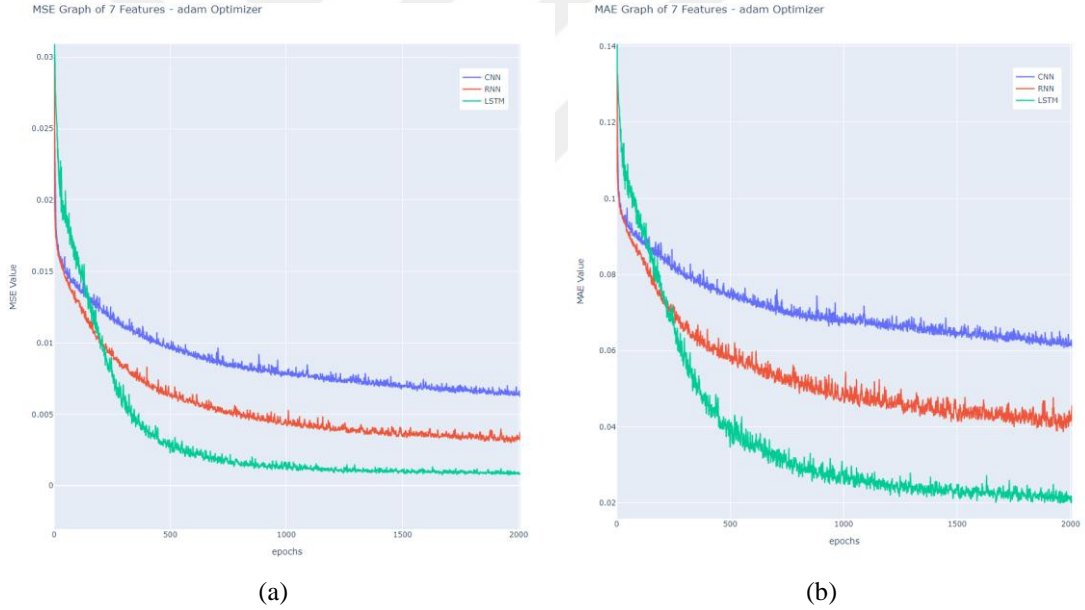 MSE Graph of 7 Features - adam Optimizer
0.03
0.025
0.02
0.015
0.01
0.005
0
MSE Value
0
500
1000
1500
2000
epochs
CNN
RNN
LSTM
(a)
MAE Graph of 7 Features - adam Optimizer
0.14
0.12
0.1
0.08
0.06
0.04
0.02
MAE Value
0
500
1000
1500
2000
epochs
CNN
RNN
LSTM
(b)